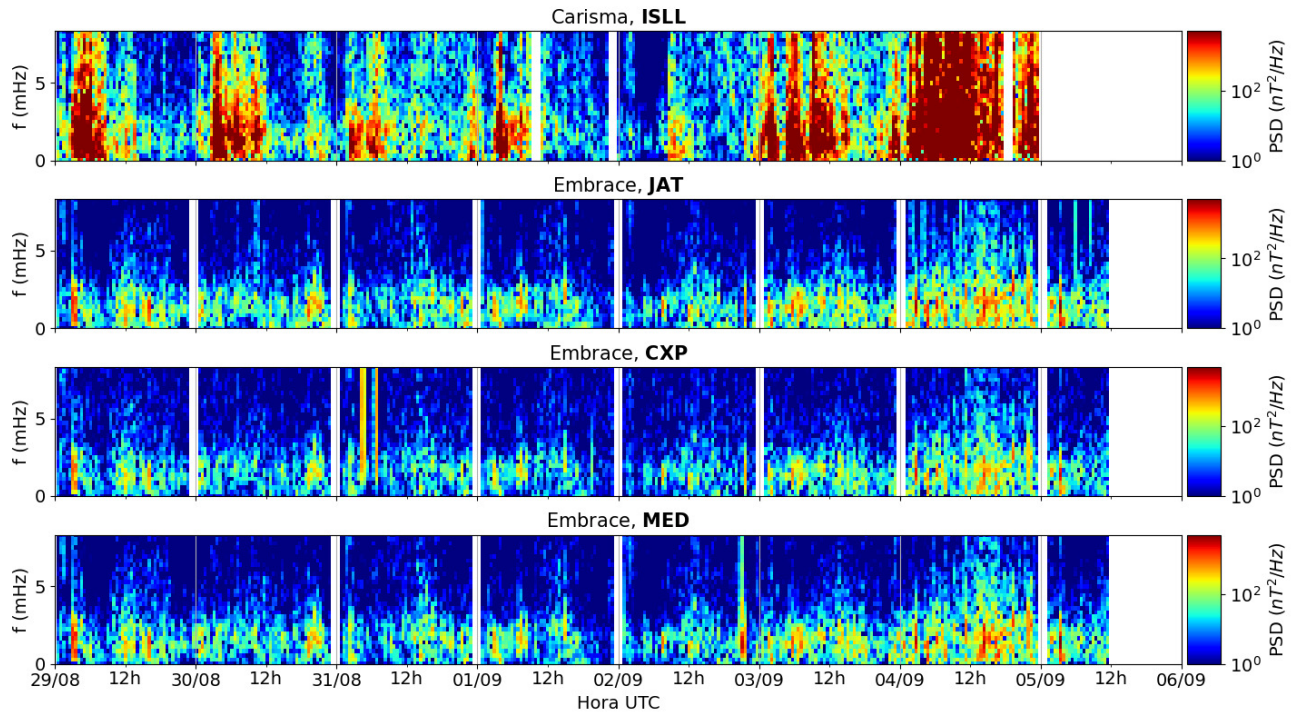 Carisma, ISLL
f (mHz)
5
0
10²
10⁰
PSD (nT²/Hz)
Embrace, JAT
f (mHz)
5
0
10²
10⁰
PSD (nT²/Hz)
Embrace, CXP
f (mHz)
5
0
10²
10⁰
PSD (nT²/Hz)
Embrace, MED
f (mHz)
5
0
10²
10⁰
PSD (nT²/Hz)
29/08 12h 30/08 12h 31/08 12h 01/09 12h 02/09 12h 03/09 12h 04/09 12h 05/09 12h 06/09
Hora UTC